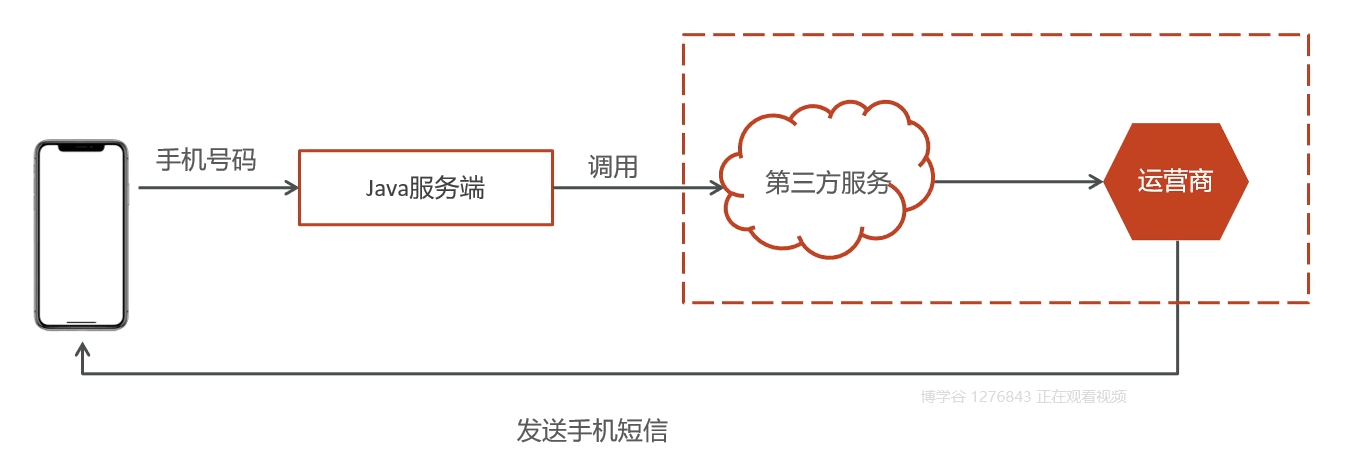 手机号码
Java服务端
调用
第三方服务
运营商
博学谷 1276843 正在观看视频
发送手机短信